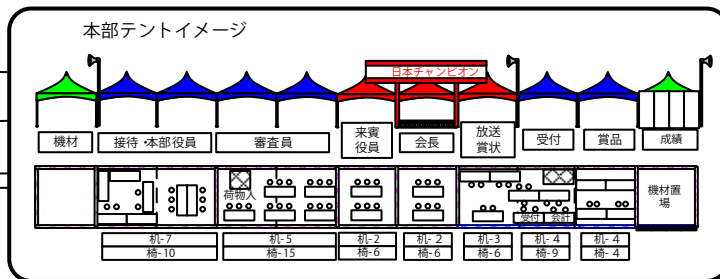 本部テントイメージ
日本チャンピオン
機材
接待・本部役員
審査員
来賓
役員
会長
放送
賞状
受付
賞品
成績
荷物入
受付
会計
機材置
場
机-7
机-5
机-2
机- 2
机-3
机- 4
机- 4
椅-10
椅-15
椅-6
椅-6
椅-6
椅-9
椅- 4